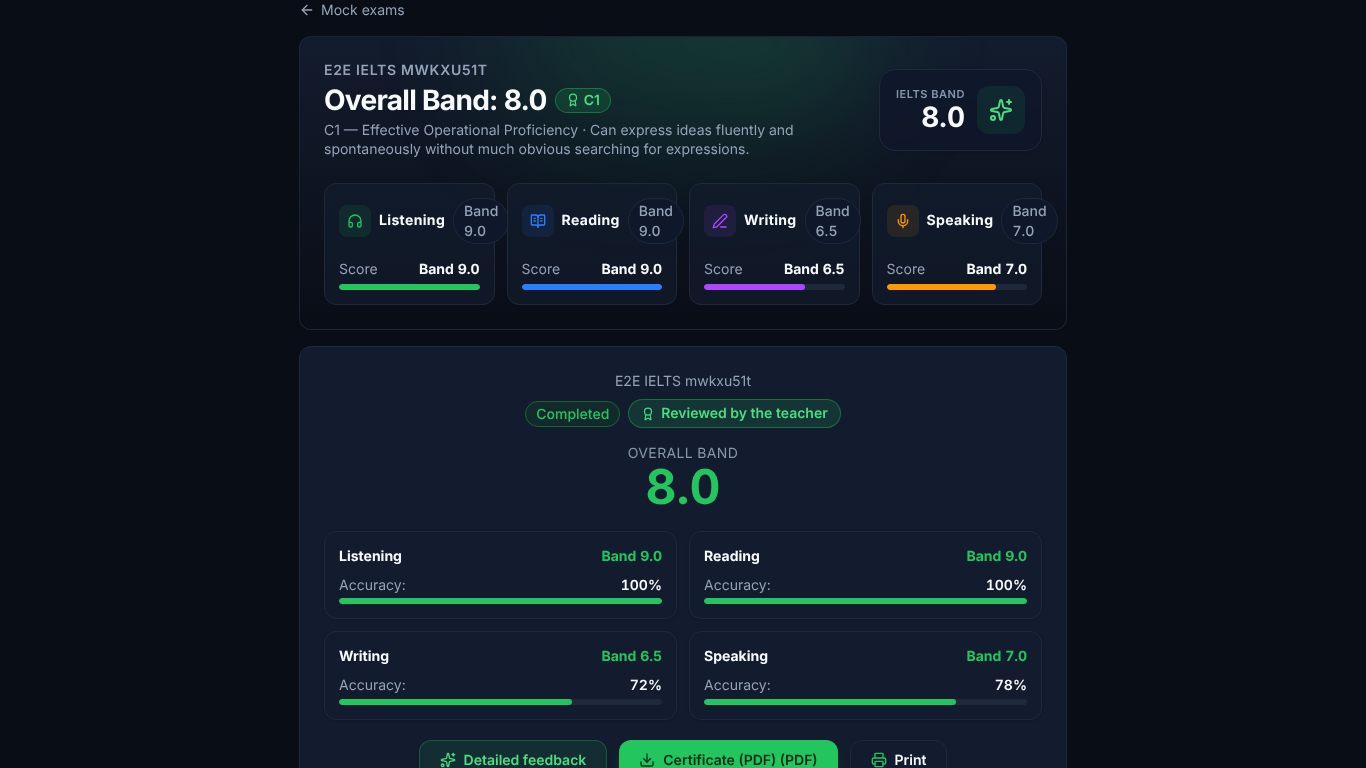 Mock exams
E2E IELTS MWKXU51T
Overall Band: 8.0
C1
C1 — Effective Operational Proficiency · Can express ideas fluently and
spontaneously without much obvious searching for expressions.
IELTS BAND
8.0
Listening
Band
9.0
Score
Band 9.0
Reading
Band
9.0
Score
Band 9.0
Writing
Band
6.5
Score
Band 6.5
Speaking
Band
7.0
Score
Band 7.0
E2E IELTS mwkxu51t
Completed
Reviewed by the teacher
OVERALL BAND
8.0
Listening
Band 9.0
Accuracy:
100%
Reading
Band 9.0
Accuracy:
100%
Writing
Band 6.5
Accuracy:
72%
Speaking
Band 7.0
Accuracy:
78%
Detailed feedback
Certificate (PDF) (PDF)
Print